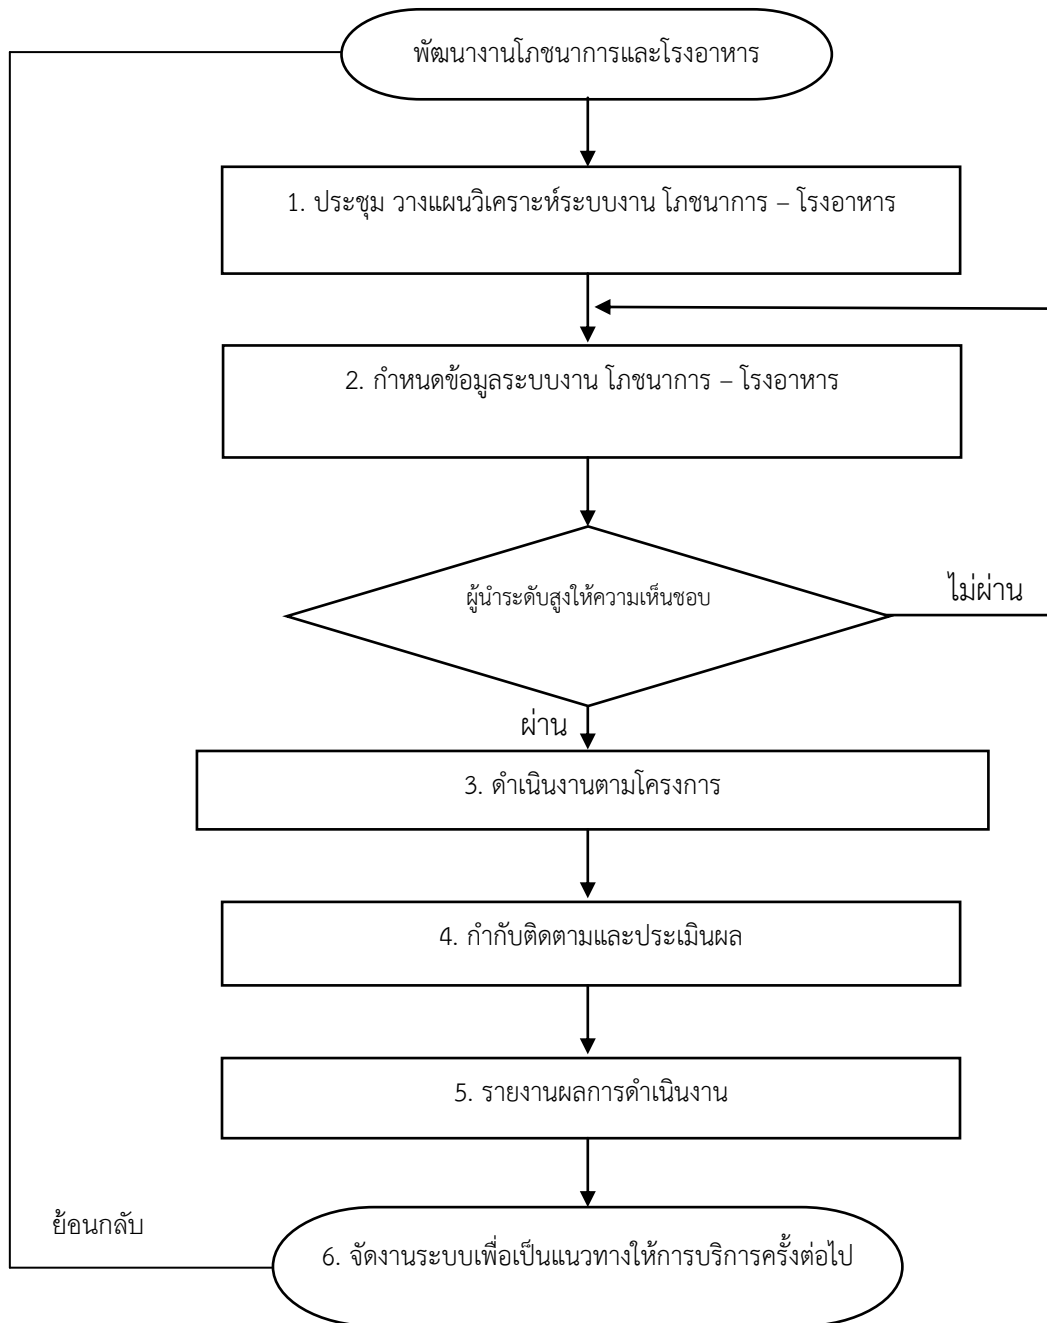 พัฒนางานโภชนาการและโรงอาหาร
1. ประชุม วางแผนวิเคราะห์ระบบงาน โภชนาการ – โรงอาหาร
2. กำหนดข้อมูลระบบงาน โภชนาการ – โรงอาหาร
ผู้นำระดับสูงให้ความเห็นชอบ
ไม่ผ่าน
ผ่าน
3. ดำเนินงานตามโครงการ
4. กำกับติดตามและประเมินผล
5. รายงานผลการดำเนินงาน
ย้อนกลับ
6. จัดงานระบบเพื่อเป็นแนวทางให้การบริการครั้งต่อไป